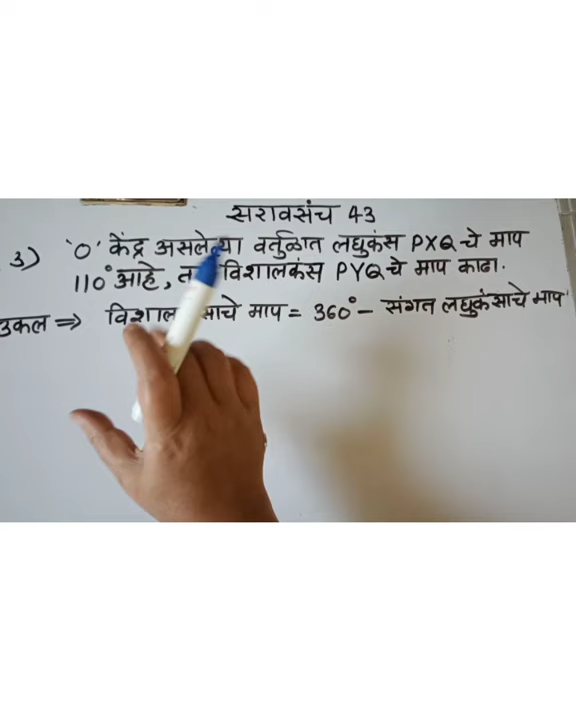 सरावसंच 43
3) 'O' केंद्र असलेल्या वर्तुळात लघुकंस PXQ चे माप
110° आहे, विशालकंस PYQ चे माप काढा.
उकल ⇒ माप = 360° - संगत लघुकंसाचे माप